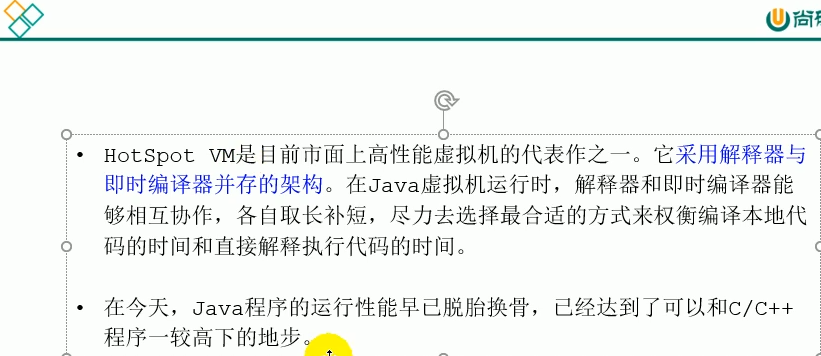 • HotSpot VM是目前市面上高性能虚拟机的代表作之一。它采用解释器与
即时编译器并存的架构。在Java虚拟机运行时，解释器和即时编译器能
够相互协作，各自取长补短，尽力去选择最合适的方式来权衡编译本地代
码的时间和直接解释执行代码的时间。
• 在今天，Java程序的运行性能早已脱胎换骨，已经达到了可以和C/C++
程序一较高下的地步。